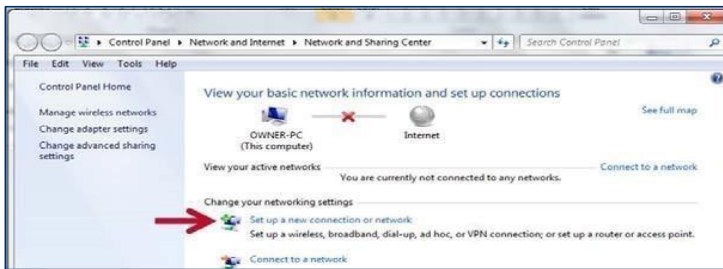 Control Panel ▸ Network and Internet ▸ Network and Sharing Center
Search Control Panel
File Edit View Tools Help
Control Panel Home
Manage wireless networks
Change adapter settings
Change advanced sharing
settings
View your basic network information and set up connections
See full map
OWNER-PC
(This computer)
Internet
View your active networks
Connect to a network
You are currently not connected to any networks.
Change your networking settings
Set up a new connection or network
Set up a wireless, broadband, dial-up, ad hoc, or VPN connection; or set up a router or access point.
Connect to a network